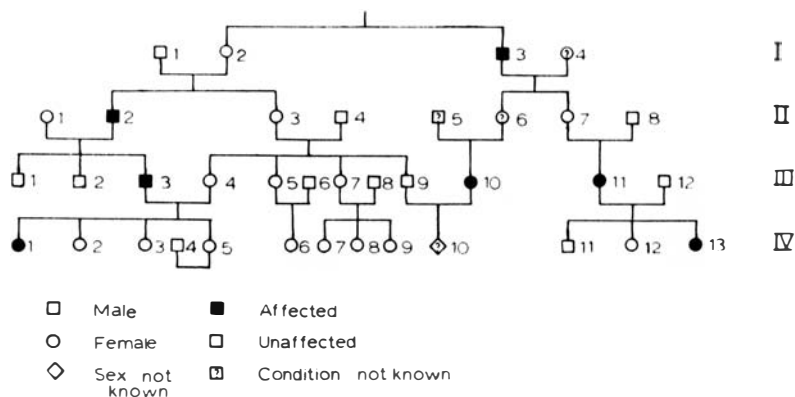 1 2 3 ? 4 I
1 2 3 4 ? 5 ? 6 7 8 II
1 2 3 4 5 6 7 8 9 10 11 12 III
1 2 3 4 5 6 7 8 9 ? 10 11 12 13 IV
Male Affected
Female Unaffected
Sex not known ? Condition not known